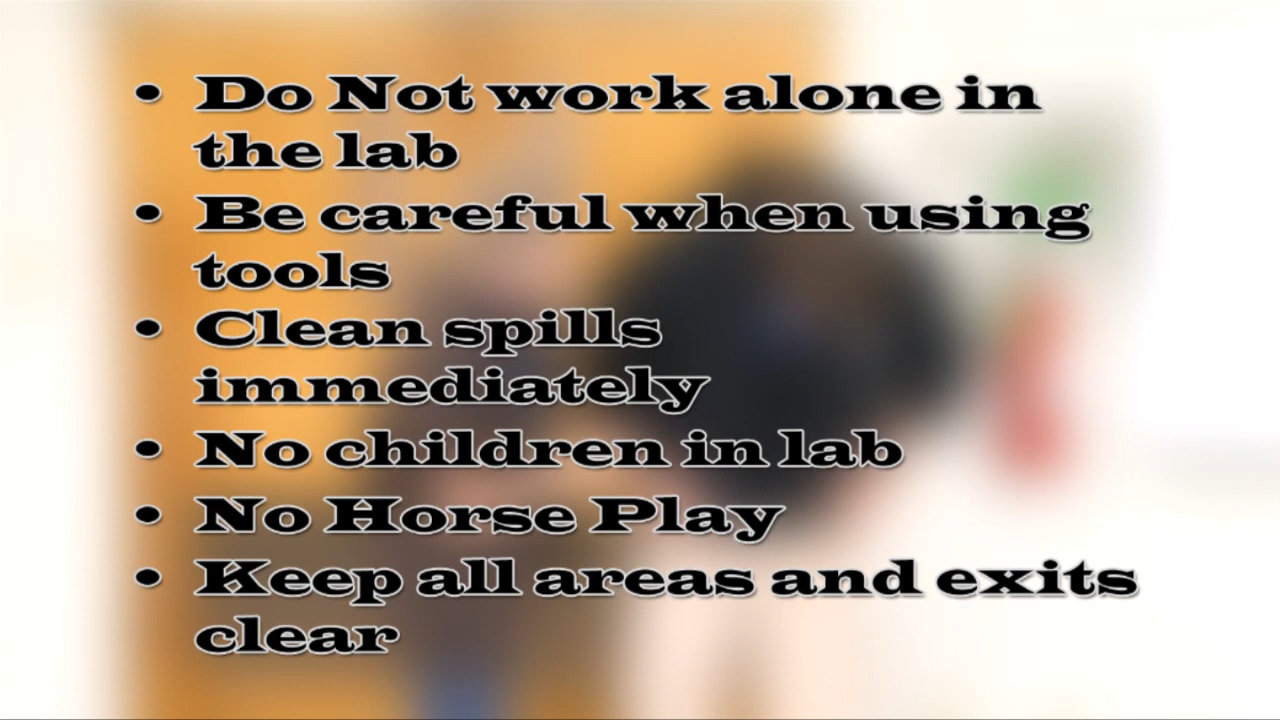 • Do Not work alone in
the lab
• Be careful when using
tools
• Clean spills
immediately
• No children in lab
• No Horse Play
• Keep all areas and exits
clear